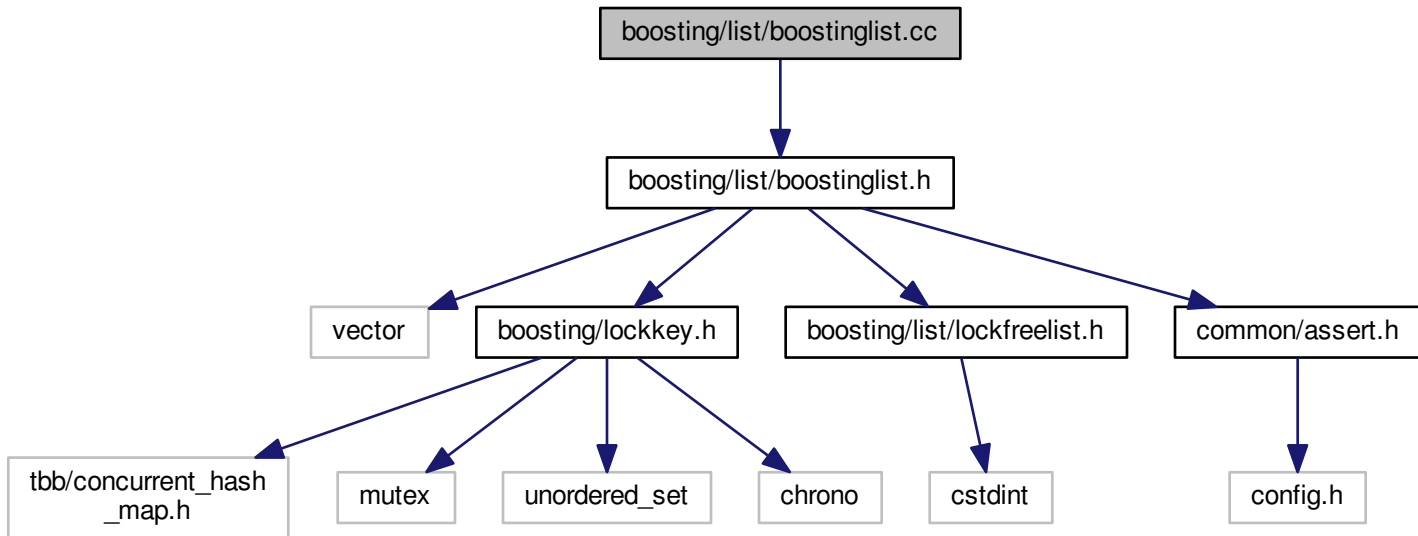 boosting/list/boostinglist.cc
boosting/list/boostinglist.h
vector
boosting/lockkey.h
boosting/list/lockfreelist.h
common/assert.h
tbb/concurrent_hash
_map.h
mutex
unordered_set
chrono
cstdint
config.h